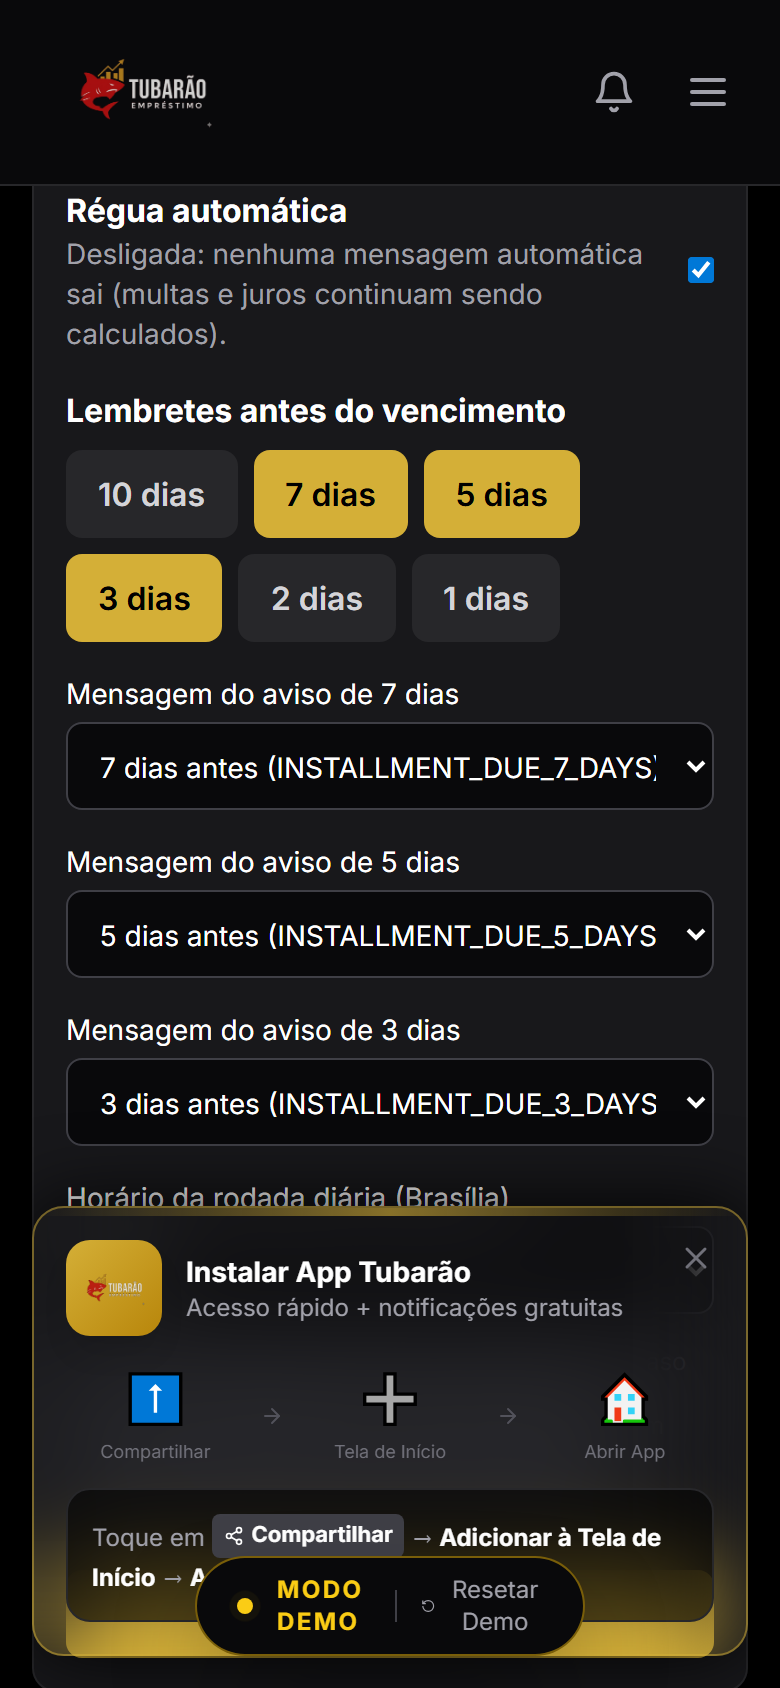 TUBARÃO
EMPRÉSTIMO
Régua automática
Desligada: nenhuma mensagem automática
sai (multas e juros continuam sendo
calculados).
Lembretes antes do vencimento
10 dias
7 dias
5 dias
3 dias
2 dias
1 dias
Mensagem do aviso de 7 dias
7 dias antes (INSTALLMENT_DUE_7_DAYS)
Mensagem do aviso de 5 dias
5 dias antes (INSTALLMENT_DUE_5_DAYS
Mensagem do aviso de 3 dias
3 dias antes (INSTALLMENT_DUE_3_DAYS
Horário da rodada diária (Brasília)
TUBARÃO
Instalar App Tubarão
Acesso rápido + notificações gratuitas
Compartilhar
→
Tela de Início
→
Abrir App
Toque em Compartilhar → Adicionar à Tela de
Início → A
MODO
DEMO
Resetar
Demo